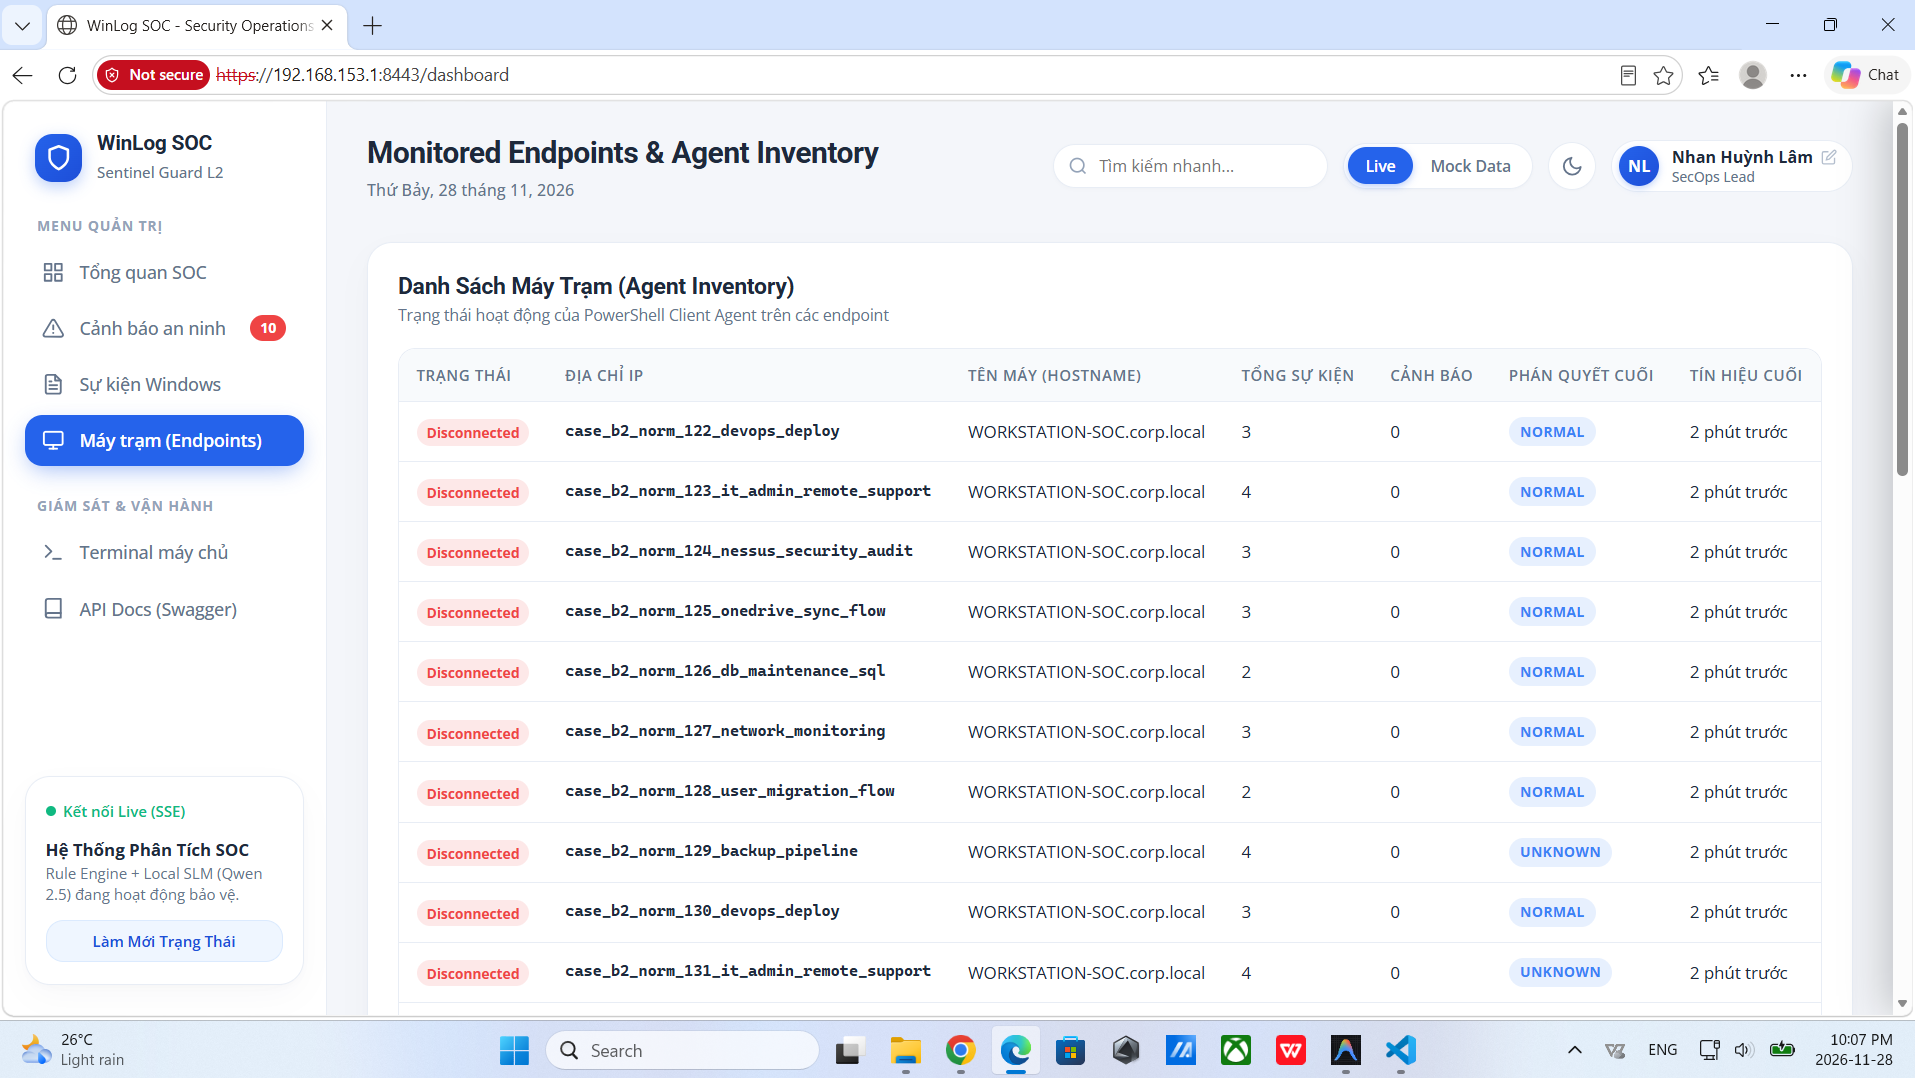 WinLog SOC - Security Operations
Not secure https://192.168.153.1:8443/dashboard
Chat
WinLog SOC
Sentinel Guard L2
MENU QUẢN TRỊ
Tổng quan SOC
Cảnh báo an ninh 10
Sự kiện Windows
Máy trạm (Endpoints)
GIÁM SÁT & VẬN HÀNH
Terminal máy chủ
API Docs (Swagger)
Kết nối Live (SSE)
Hệ Thống Phân Tích SOC
Rule Engine + Local SLM (Qwen
2.5) đang hoạt động bảo vệ.
Làm Mới Trạng Thái
Monitored Endpoints & Agent Inventory
Thứ Bảy, 28 tháng 11, 2026
Tìm kiếm nhanh...
Live Mock Data
NL Nhan Huỳnh Lâm
SecOps Lead
Danh Sách Máy Trạm (Agent Inventory)
Trạng thái hoạt động của PowerShell Client Agent trên các endpoint
TRẠNG THÁI ĐỊA CHỈ IP TÊN MÁY (HOSTNAME) TỔNG SỰ KIỆN CẢNH BÁO PHÁN QUYẾT CUỐI TÍN HIỆU CUỐI
Disconnected case_b2_norm_122_devops_deploy WORKSTATION-SOC.corp.local 3 0 NORMAL 2 phút trước
Disconnected case_b2_norm_123_it_admin_remote_support WORKSTATION-SOC.corp.local 4 0 NORMAL 2 phút trước
Disconnected case_b2_norm_124_nessus_security_audit WORKSTATION-SOC.corp.local 3 0 NORMAL 2 phút trước
Disconnected case_b2_norm_125_onedrive_sync_flow WORKSTATION-SOC.corp.local 3 0 NORMAL 2 phút trước
Disconnected case_b2_norm_126_db_maintenance_sql WORKSTATION-SOC.corp.local 2 0 NORMAL 2 phút trước
Disconnected case_b2_norm_127_network_monitoring WORKSTATION-SOC.corp.local 3 0 NORMAL 2 phút trước
Disconnected case_b2_norm_128_user_migration_flow WORKSTATION-SOC.corp.local 2 0 NORMAL 2 phút trước
Disconnected case_b2_norm_129_backup_pipeline WORKSTATION-SOC.corp.local 4 0 UNKNOWN 2 phút trước
Disconnected case_b2_norm_130_devops_deploy WORKSTATION-SOC.corp.local 3 0 NORMAL 2 phút trước
Disconnected case_b2_norm_131_it_admin_remote_support WORKSTATION-SOC.corp.local 4 0 UNKNOWN 2 phút trước
26°C
Light rain
Search
ENG
10:07 PM
2026-11-28